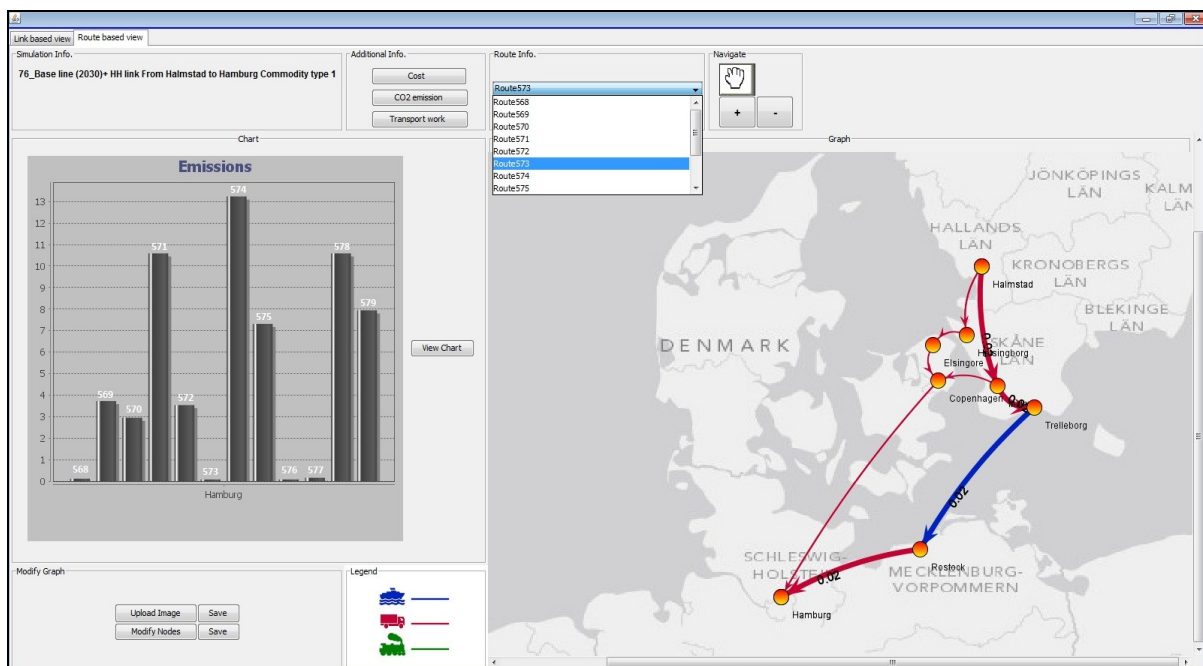 Link based view
Route based view
Simulation Info.
76_Base line (2030)+ HH link From Halmstad to Hamburg Commodity type 1
Additional Info.
Cost
CO2 emission
Transport work
Route Info.
Route573
Route568
Route569
Route570
Route571
Route572
Route573
Route574
Route575
Navigate
+
-
Chart
Emissions
13
12
11
10
9
8
7
6
5
4
3
2
1
0
568
569
570
571
572
573
574
575
576
577
578
579
Hamburg
View Chart
Graph
JÖNKÖPINGS
LÄN
KALM
LÄN
HALLANDS
LÄN
KRONOBERGS
LÄN
Halmstad
BLEKINGE
LÄN
DENMARK
SKÅNE
LÄN
Helsingborg
Elsingore
Copenhagen
Trelleborg
0.02
Rostock
SCHLESWIG-
HOLSTEIN
0.02
MECKLENBURG-
VORPOMMERN
Hamburg
Modify Graph
Upload Image
Save
Modify Nodes
Save
Legend